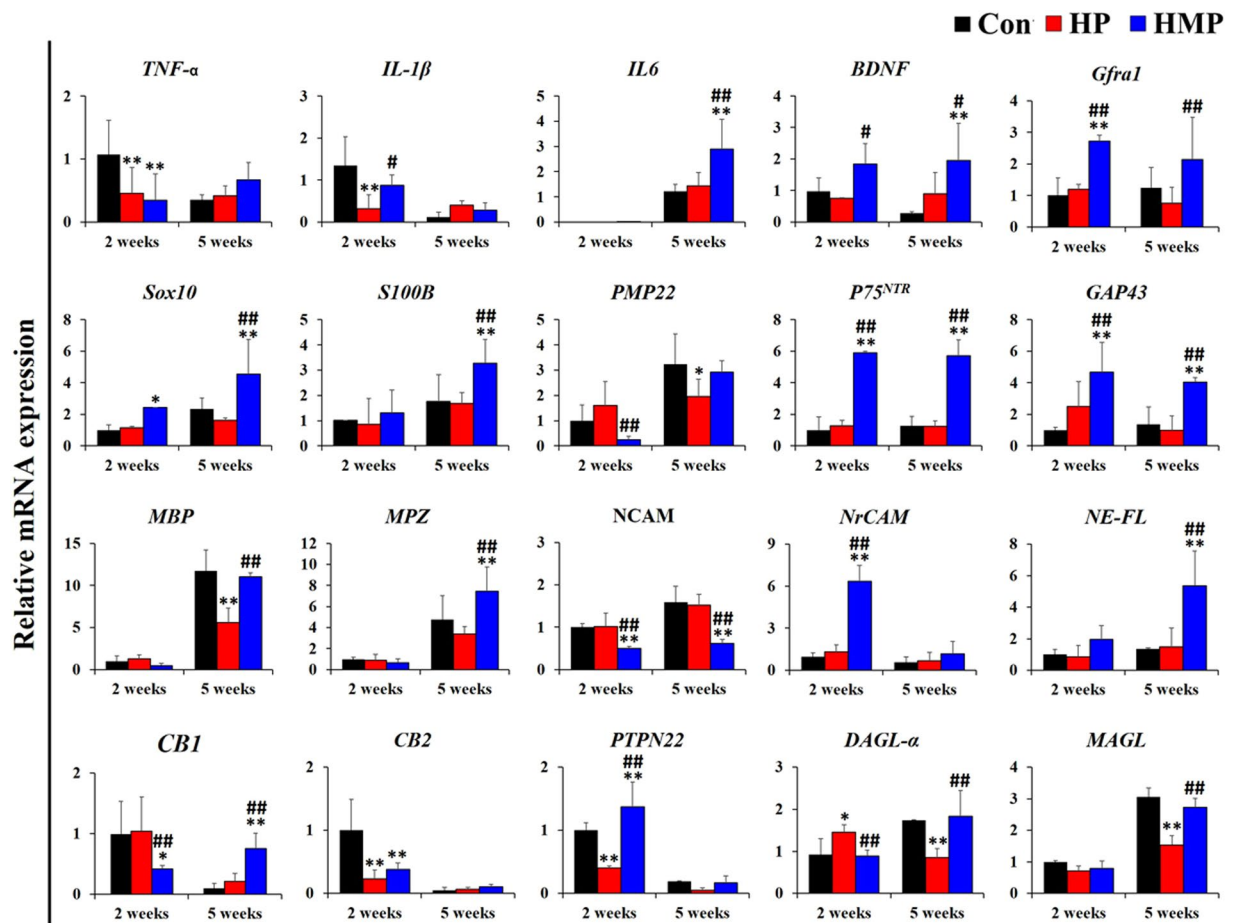 Con HP HMP
Relative mRNA expression
TNF-α IL-1β IL6 BDNF Gfra1
2 3 5 4 4
## ## ##
** # # # **
** ** ** # **
1 2 4 3 3
1 3 2 2
0 0 2 1 1
1 0 0
0
2 weeks 5 weeks 2 weeks 5 weeks 2 weeks 5 weeks 2 weeks 5 weeks 2 weeks 5 weeks
Sox10 S100B PMP22 P75NTR GAP43
8 5 5 8 8
## ## ## ## ##
** ** * ** ** ** ##
* ## **
6 4 4 6 6
4 3 3 4 4
2 2 2 2 2
0 1 1 0 0
0 0
2 weeks 5 weeks 2 weeks 5 weeks 2 weeks 5 weeks 2 weeks 5 weeks 2 weeks 5 weeks
MBP MPZ NCAM NrCAM NE-FL
15 12 3 9 8
## ## ## ## ## ##
** ** ** ** ** **
10 10 2 6 6
5 8 1 3 4
0 6 0 0 2
4 0
2
0
2 weeks 5 weeks 2 weeks 5 weeks 2 weeks 5 weeks 2 weeks 5 weeks 2 weeks 5 weeks
CB1 CB2 PTPN22 DAGL-α MAGL
2 2 2 3 4
## ## ## ## ##
* ** ** ** ** ** * ## ** **
1 1 1 2 3
0 0 0 1 2
0 1
0
2 weeks 5 weeks 2 weeks 5 weeks 2 weeks 5 weeks 2 weeks 5 weeks 2 weeks 5 weeks